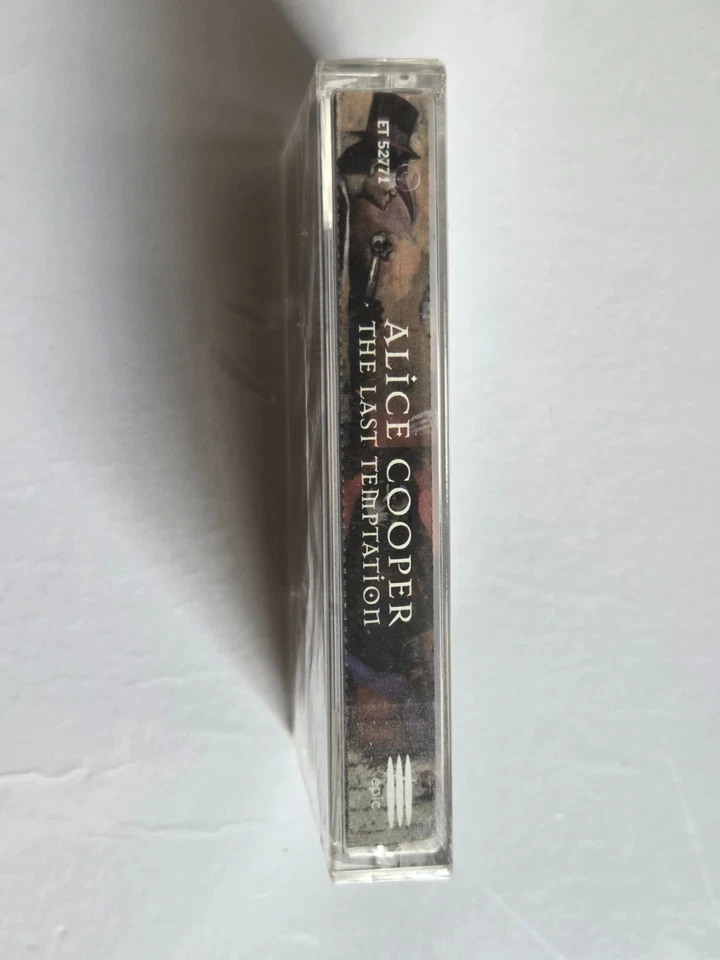 ET 52771
ALiCE COOPER
THE LAST TEMPTATiON
epic